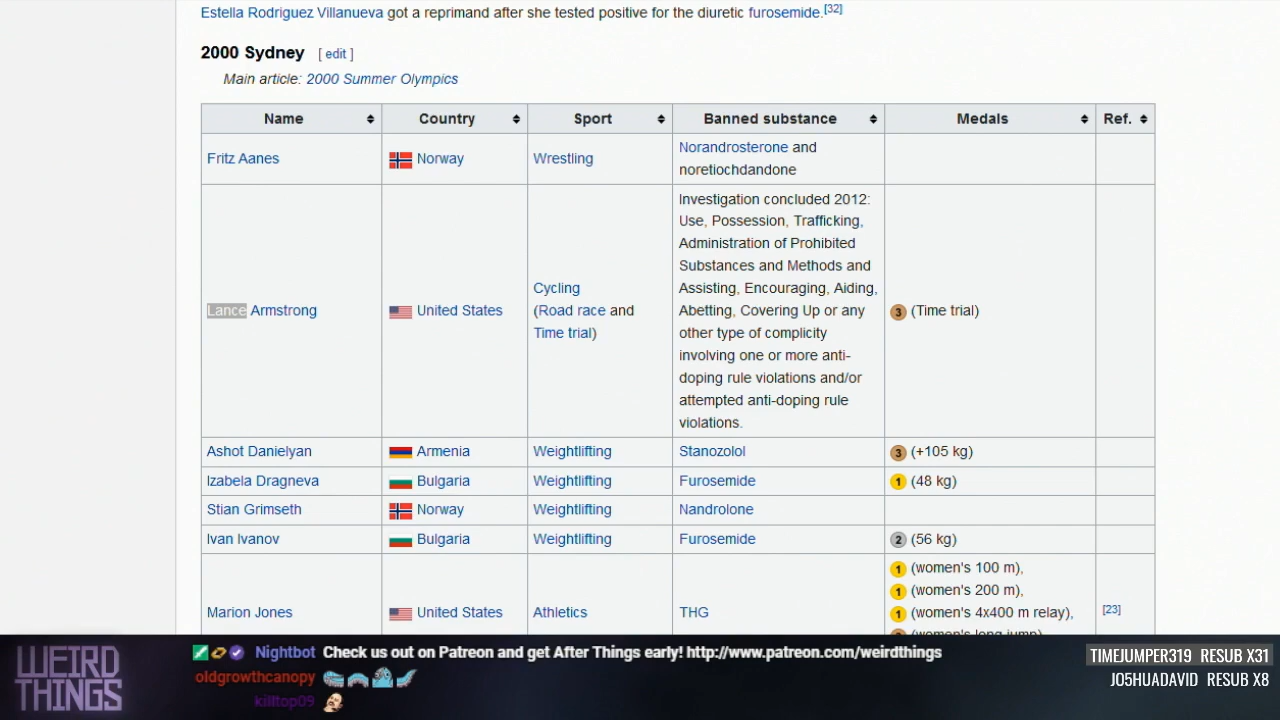 Estella Rodriguez Villanueva got a reprimand after she tested positive for the diuretic furosemide.[32]
2000 Sydney [ edit ]
Main article: 2000 Summer Olympics
Name Country Sport Banned substance Medals Ref.
Fritz Aanes Norway Wrestling Norandrosterone and
noretiochdandone
Lance Armstrong United States Cycling
(Road race and
Time trial)
Investigation concluded 2012:
Use, Possession, Trafficking,
Administration of Prohibited
Substances and Methods and
Assisting, Encouraging, Aiding,
Abetting, Covering Up or any
other type of complicity
involving one or more anti-
doping rule violations and/or
attempted anti-doping rule
violations.
3 (Time trial)
Ashot Danielyan Armenia Weightlifting Stanozolol 3 (+105 kg)
Izabela Dragneva Bulgaria Weightlifting Furosemide 1 (48 kg)
Stian Grimseth Norway Weightlifting Nandrolone
Ivan Ivanov Bulgaria Weightlifting Furosemide 2 (56 kg)
Marion Jones United States Athletics THG
1 (women's 100 m),
1 (women's 200 m),
1 (women's 4x400 m relay),
(women's long jump)
[23]
WEIRD
THINGS
Nightbot Check us out on Patreon and get After Things early! http://www.patreon.com/weirdthings
oldgrowthcanopy
killtop09
TIMEJUMPER319 RESUB X31
JO5HUADAVID RESUB X8